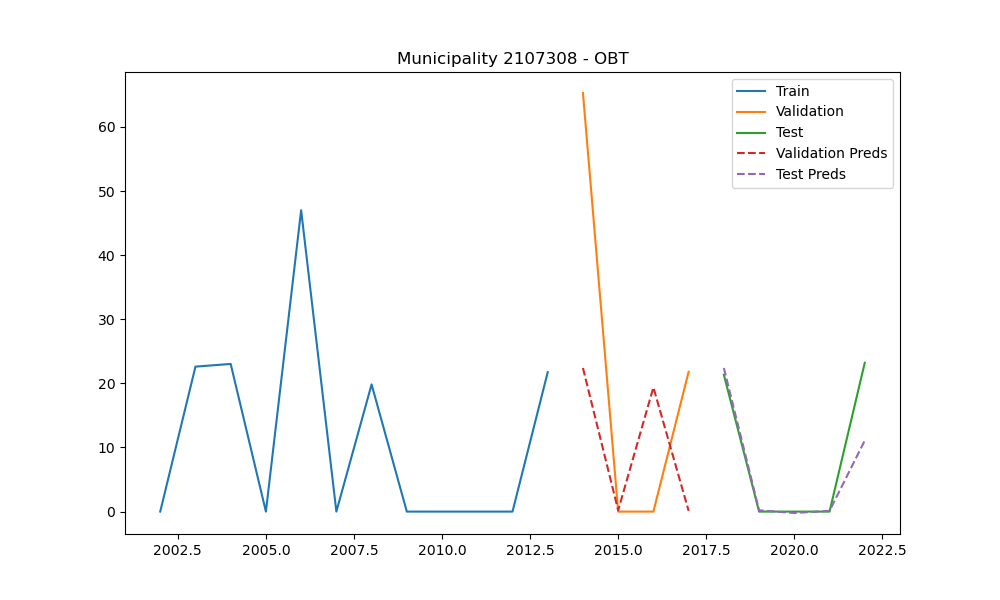 Municipality 2107308 - OBT
Train
Validation
Test
Validation Preds
Test Preds
60
50
40
30
20
10
0
2002.5 2005.0 2007.5 2010.0 2012.5 2015.0 2017.5 2020.0 2022.5